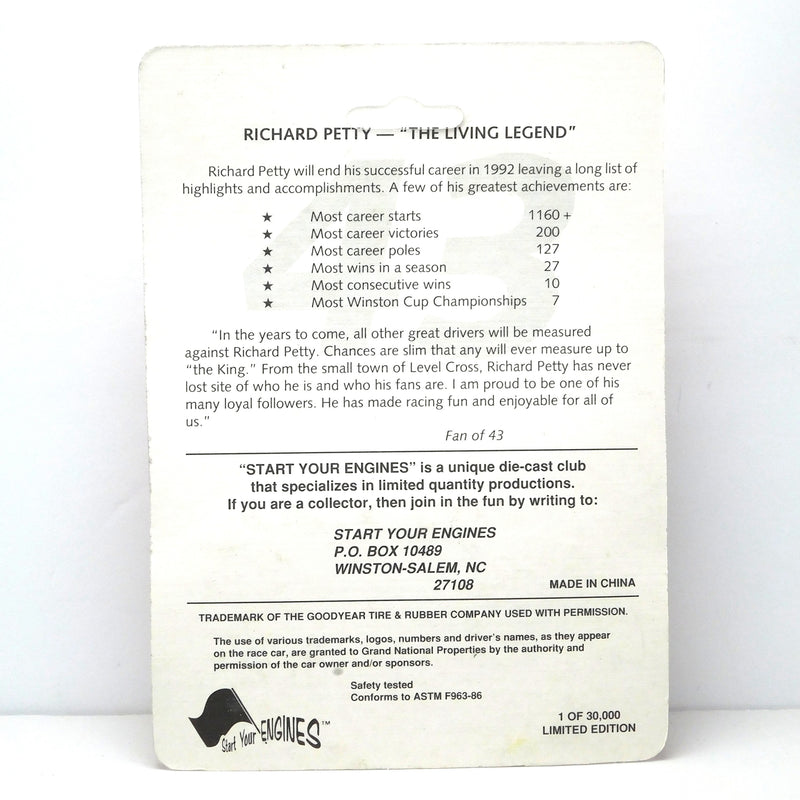 RICHARD PETTY — “THE LIVING LEGEND”
Richard Petty will end his successful career in 1992 leaving a long list of
highlights and accomplishments. A few of his greatest achievements are:
★ Most career starts 1160 +
★ Most career victories 200
★ Most career poles 127
★ Most wins in a season 27
★ Most consecutive wins 10
★ Most Winston Cup Championships 7
43
“In the years to come, all other great drivers will be measured
against Richard Petty. Chances are slim that any will ever measure up to
“the King.” From the small town of Level Cross, Richard Petty has never
lost site of who he is and who his fans are. I am proud to be one of his
many loyal followers. He has made racing fun and enjoyable for all of
us.”
Fan of 43
“START YOUR ENGINES” is a unique die-cast club
that specializes in limited quantity productions.
If you are a collector, then join in the fun by writing to:
START YOUR ENGINES
P.O. BOX 10489
WINSTON-SALEM, NC
27108
MADE IN CHINA
TRADEMARK OF THE GOODYEAR TIRE & RUBBER COMPANY USED WITH PERMISSION.
The use of various trademarks, logos, numbers and driver's names, as they appear
on the race car, are granted to Grand National Properties by the authority and
permission of the car owner and/or sponsors.
Safety tested
Conforms to ASTM F963-86
Start Your ENGINES™
1 OF 30,000
LIMITED EDITION